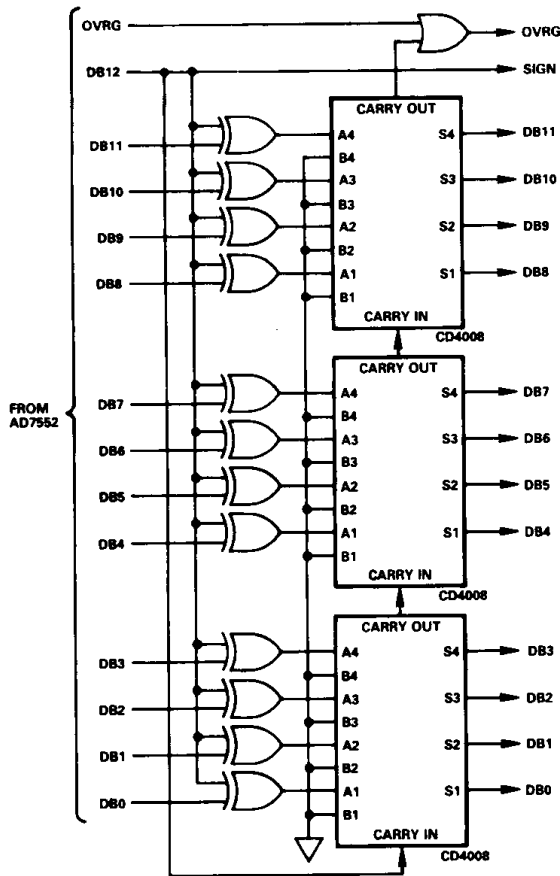 OVRG
OVRG
DB12
SIGN
CARRY OUT
DB11
A4
S4
DB11
B4
DB10
A3
S3
DB10
B3
DB9
A2
S2
DB9
B2
DB8
A1
S1
DB8
B1
CARRY IN
CD4008
CARRY OUT
DB7
A4
S4
DB7
B4
FROM
AD7552
DB6
A3
S3
DB6
B3
DB5
A2
S2
DB5
B2
DB4
A1
S1
DB4
B1
CARRY IN
CD4008
CARRY OUT
DB3
A4
S4
DB3
B4
DB2
A3
S3
DB2
B3
DB1
A2
S2
DB1
B2
DB0
A1
S1
DB0
B1
CARRY IN
CD4008